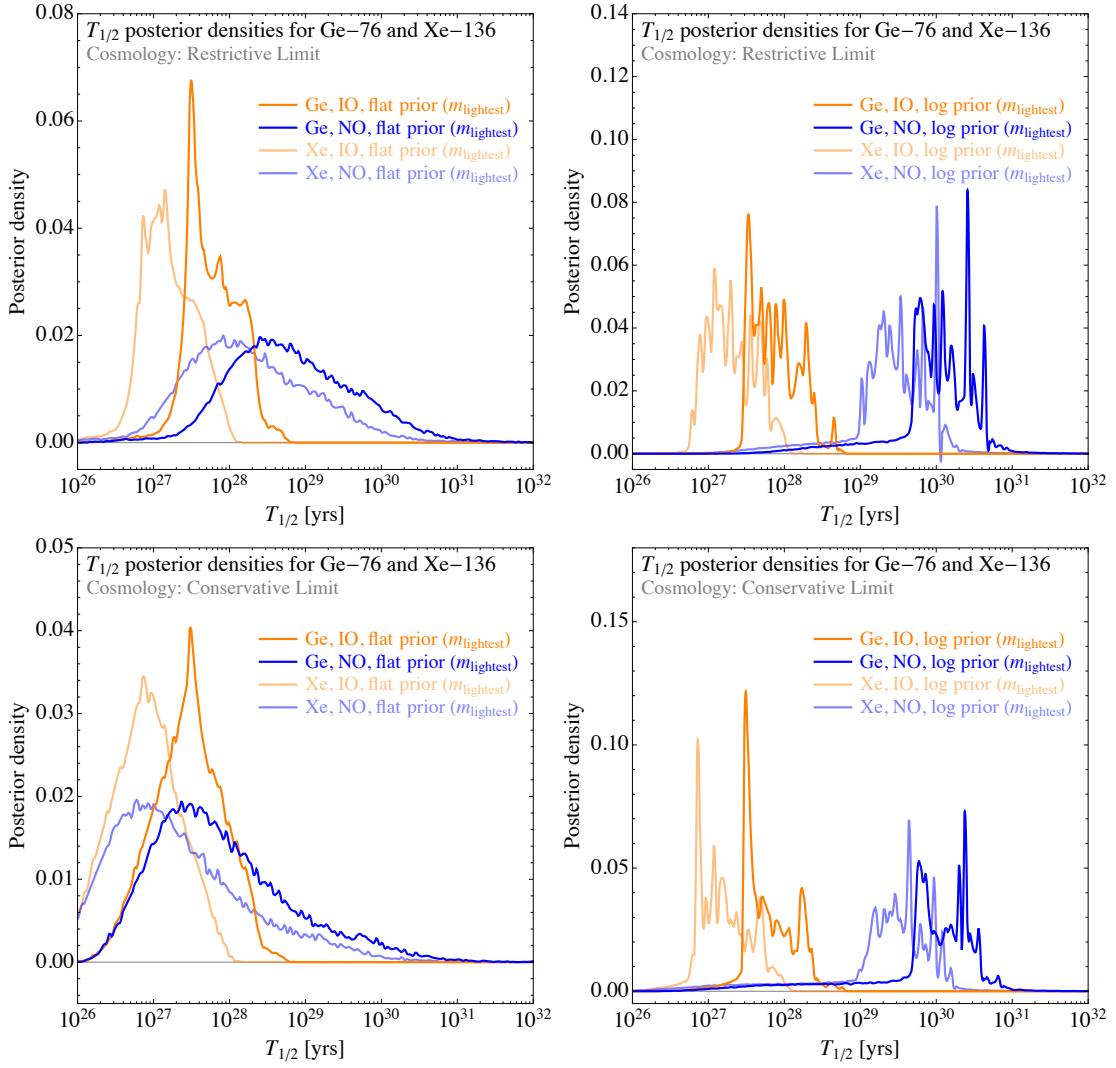 T1/2 posterior densities for Ge−76 and Xe−136
Cosmology: Restrictive Limit
Ge, IO, flat prior (mlightest)
Ge, NO, flat prior (mlightest)
Xe, IO, flat prior (mlightest)
Xe, NO, flat prior (mlightest)
Posterior density
0.08
0.06
0.04
0.02
0.00
10^26
10^27
10^28
10^29
10^30
10^31
10^32
T1/2 [yrs]
T1/2 posterior densities for Ge−76 and Xe−136
Cosmology: Restrictive Limit
Ge, IO, log prior (mlightest)
Ge, NO, log prior (mlightest)
Xe, IO, log prior (mlightest)
Xe, NO, log prior (mlightest)
Posterior density
0.14
0.12
0.10
0.08
0.06
0.04
0.02
0.00
10^26
10^27
10^28
10^29
10^30
10^31
10^32
T1/2 [yrs]
T1/2 posterior densities for Ge−76 and Xe−136
Cosmology: Conservative Limit
Ge, IO, flat prior (mlightest)
Ge, NO, flat prior (mlightest)
Xe, IO, flat prior (mlightest)
Xe, NO, flat prior (mlightest)
Posterior density
0.05
0.04
0.03
0.02
0.01
0.00
10^26
10^27
10^28
10^29
10^30
10^31
10^32
T1/2 [yrs]
T1/2 posterior densities for Ge−76 and Xe−136
Cosmology: Conservative Limit
Ge, IO, log prior (mlightest)
Ge, NO, log prior (mlightest)
Xe, IO, log prior (mlightest)
Xe, NO, log prior (mlightest)
Posterior density
0.15
0.10
0.05
0.00
10^26
10^27
10^28
10^29
10^30
10^31
10^32
T1/2 [yrs]